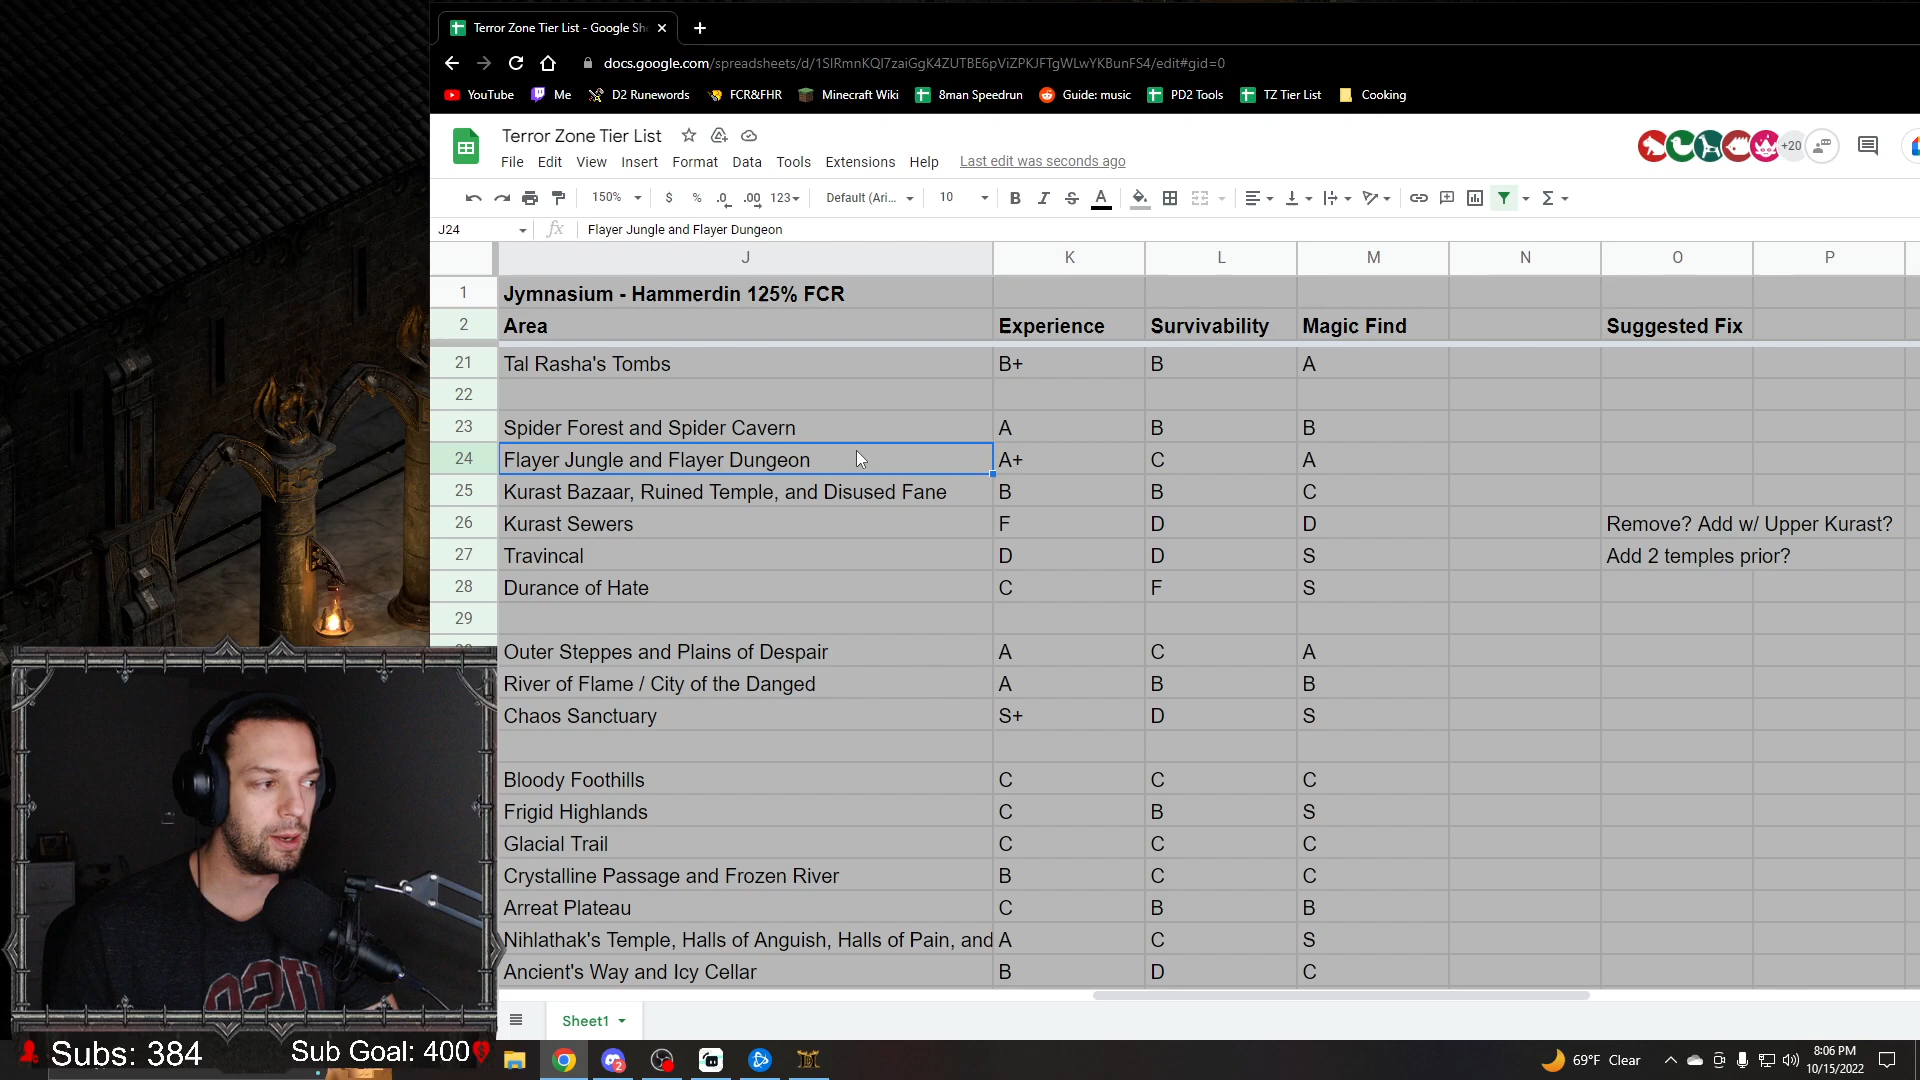 Terror Zone Tier List - Google Sh
docs.google.com/spreadsheets/d/1SlRmnKQI7zaiGgK4ZUTBE6pViZPKJFTgWLwYKBunFS4/edit#gid=0
YouTube Me D2 Runewords FCR&FHR Minecraft Wiki 8man Speedrun Guide: music PD2 Tools TZ Tier List Cooking
Terror Zone Tier List
+20
File Edit View Insert Format Data Tools Extensions Help Last edit was seconds ago
150% $ % .0 .00 123 Default (Ari... 10 B I S A
J24 fx Flayer Jungle and Flayer Dungeon
J K L M N O P
1 Jymnasium - Hammerdin 125% FCR
2 Area Experience Survivability Magic Find Suggested Fix
21 Tal Rasha's Tombs B+ B A
22
23 Spider Forest and Spider Cavern A B B
24 Flayer Jungle and Flayer Dungeon A+ C A
25 Kurast Bazaar, Ruined Temple, and Disused Fane B B C
26 Kurast Sewers F D D Remove? Add w/ Upper Kurast?
27 Travincal D D S Add 2 temples prior?
28 Durance of Hate C F S
29
Outer Steppes and Plains of Despair A C A
River of Flame / City of the Danged A B B
Chaos Sanctuary S+ D S
Bloody Foothills C C C
Frigid Highlands C B S
Glacial Trail C C C
Crystalline Passage and Frozen River B C C
Arreat Plateau C B B
Nihlathak's Temple, Halls of Anguish, Halls of Pain, and A C S
Ancient's Way and Icy Cellar B D C
Sheet1
Subs: 384 Sub Goal: 400
2
69°F Clear
8:06 PM
10/15/2022